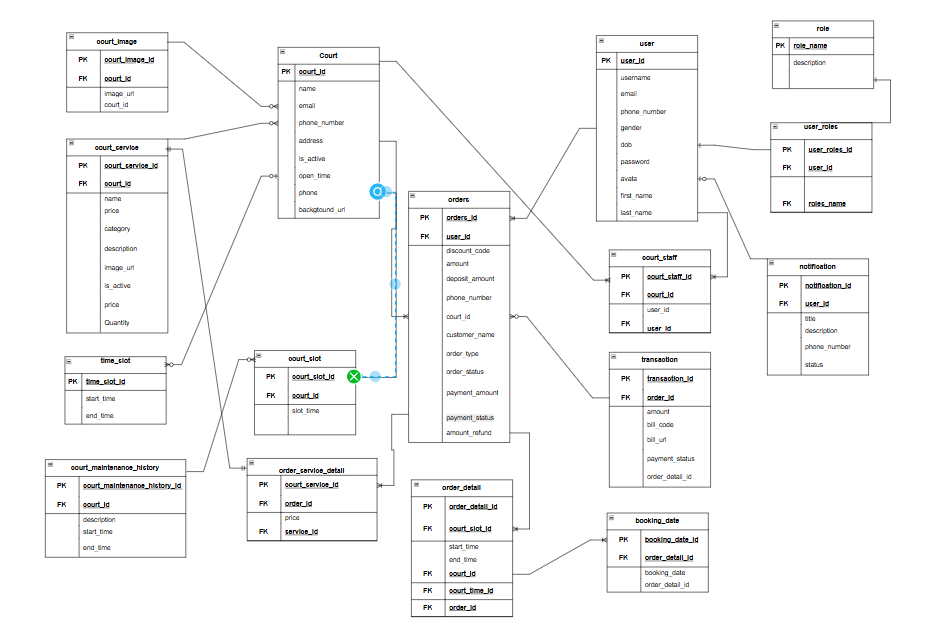 court_image
PK court_image_id
FK court_id
image_url
court_id
Court
PK court_id
name
email
phone_number
address
is_active
open_time
phone
backgtound_url
user
PK user_id
username
email
phone_number
gender
dob
password
avata
first_name
last_name
role
PK role_name
description
user_roles
PK user_roles_id
FK user_id
FK roles_name
court_service
PK court_service_id
FK court_id
name
price
category
description
image_url
is_active
price
Quantity
orders
PK orders_id
FK user_id
discount_code
amount
deposit_amount
phone_number
court_id
customer_name
order_type
order_status
payment_amount
payment_status
amount_refund
court_staff
PK court_staff_id
FK court_id
user_id
FK user_id
notification
PK notification_id
FK user_id
title
description
phone_number
status
time_slot
PK time_slot_id
start_time
end_time
court_slot
PK court_slot_id
FK court_id
slot_time
transaction
PK transaction_id
FK order_id
amount
bill_code
bill_url
payment_status
order_detail_id
court_maintenance_history
PK court_maintenance_history_id
FK court_id
description
start_time
end_time
order_service_detail
PK court_service_id
FK order_id
price
FK service_id
order_detail
PK order_detail_id
FK court_slot_id
start_time
end_time
FK court_id
FK court_time_id
FK order_id
booking_date
PK booking_date_id
FK order_detail_id
booking_date
order_detail_id